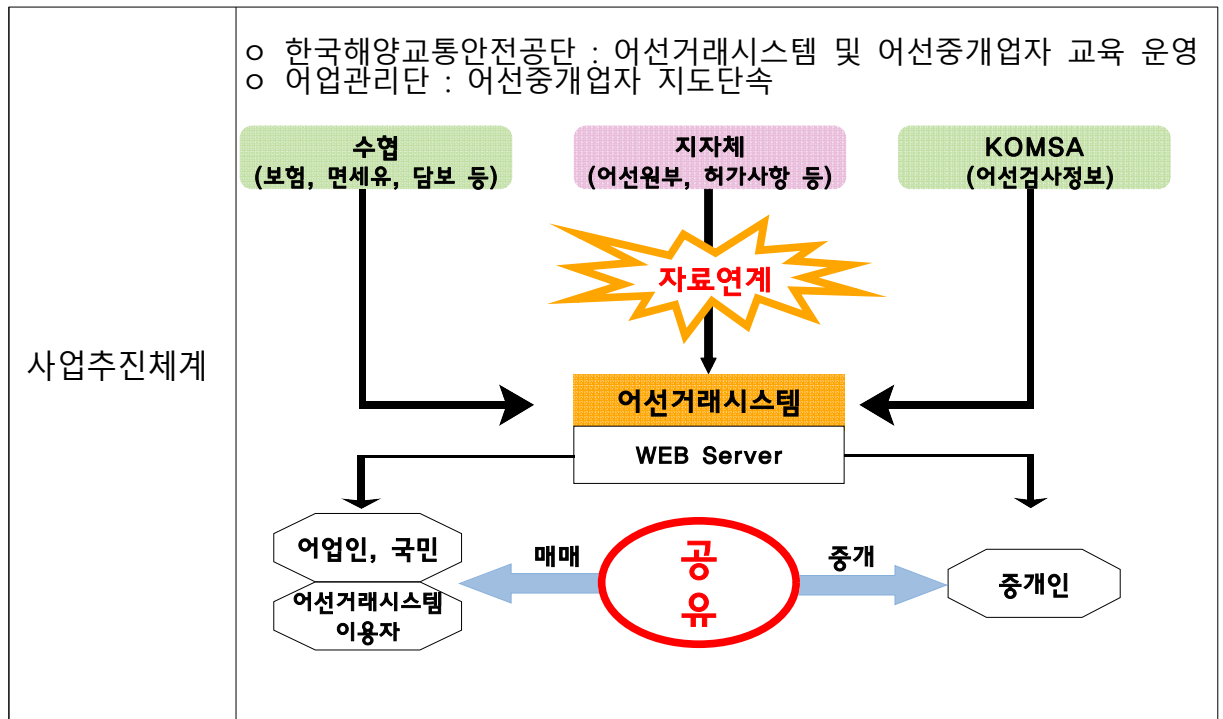 ㅇ 한국해양교통안전공단 : 어선거래시스템 및 어선중개업자 교육 운영
ㅇ 어업관리단 : 어선중개업자 지도단속
수협
(보험, 면세유, 담보 등)
지자체
(어선원부, 허가사항 등)
KOMSA
(어선검사정보)
자료연계
사업추진체계
어선거래시스템
WEB Server
어업인, 국민
어선거래시스템
이용자
매매
공
유
중개
중개인